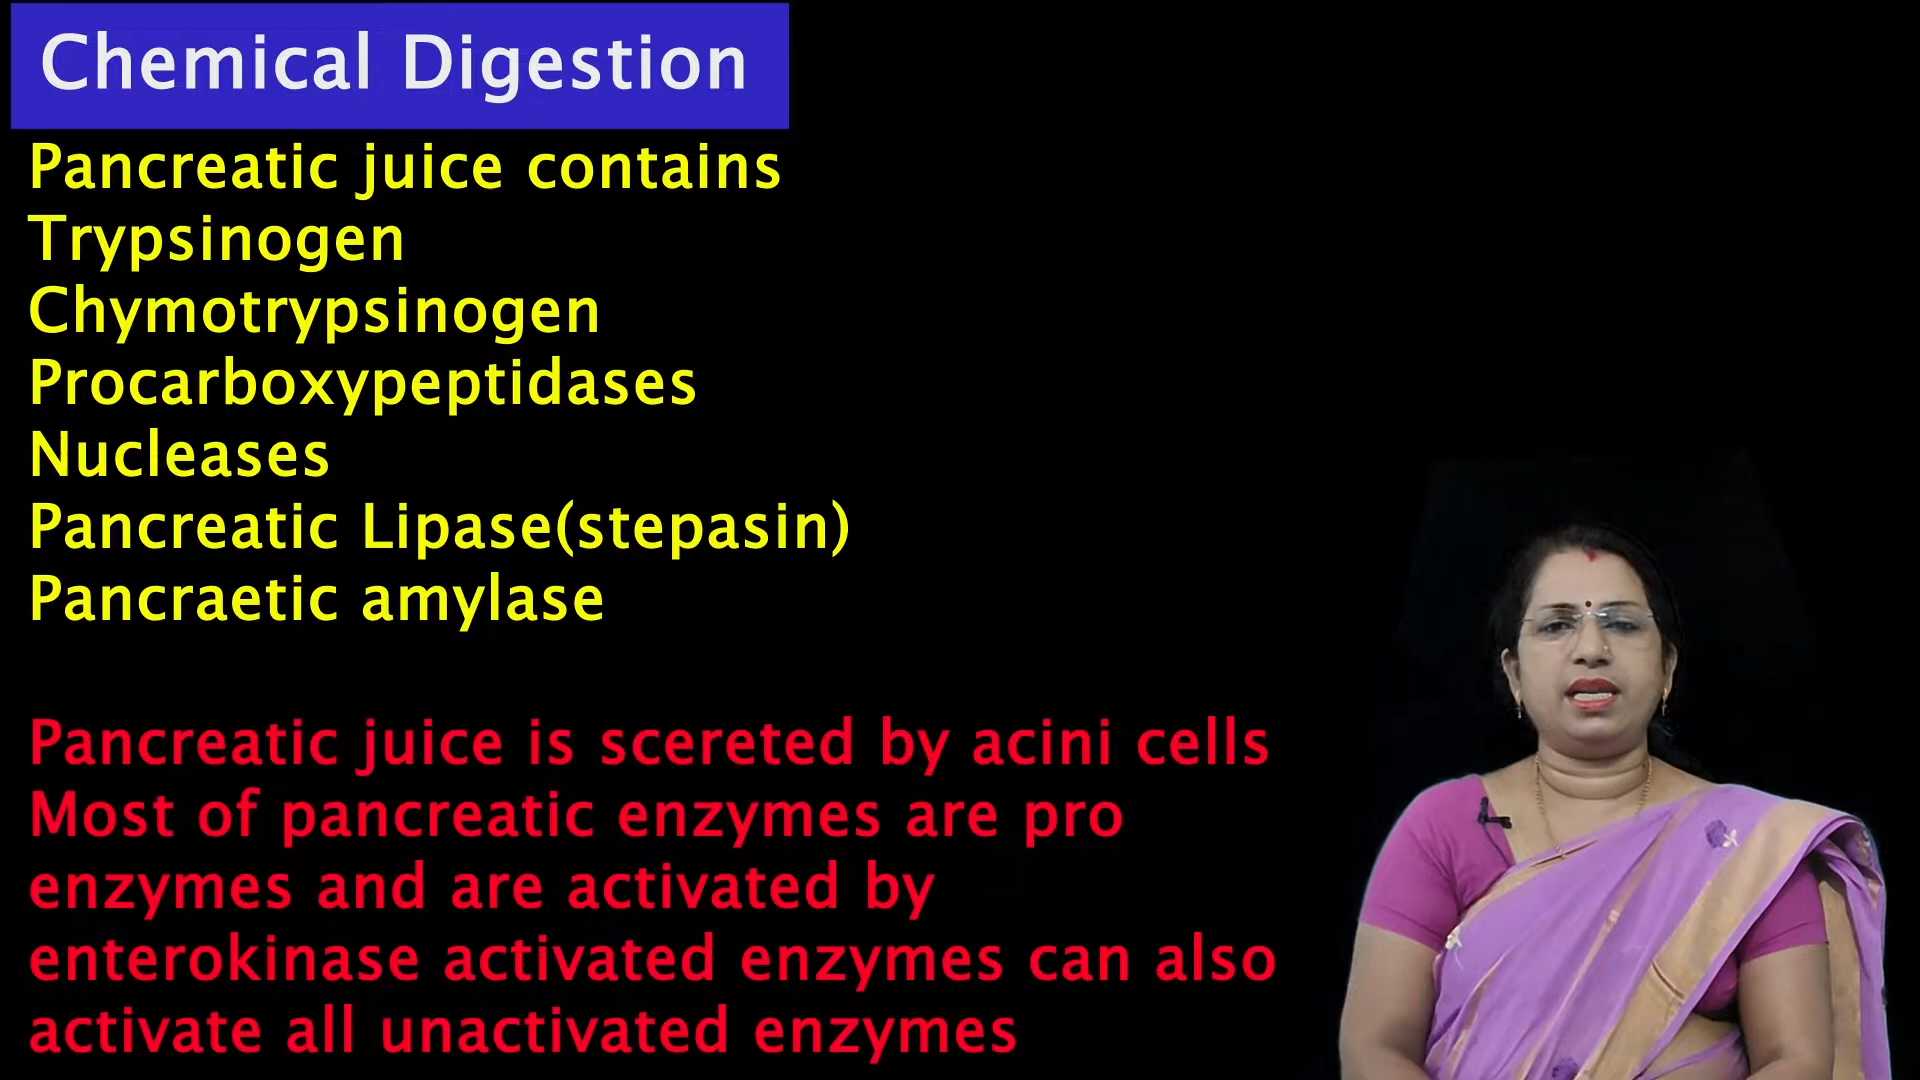 Chemical Digestion
Pancreatic juice contains
Trypsinogen
Chymotrypsinogen
Procarboxypeptidases
Nucleases
Pancreatic Lipase(stepasin)
Pancraetic amylase
Pancreatic juice is scereted by acini cells
Most of pancreatic enzymes are pro
enzymes and are activated by
enterokinase activated enzymes can also
activate all unactivated enzymes